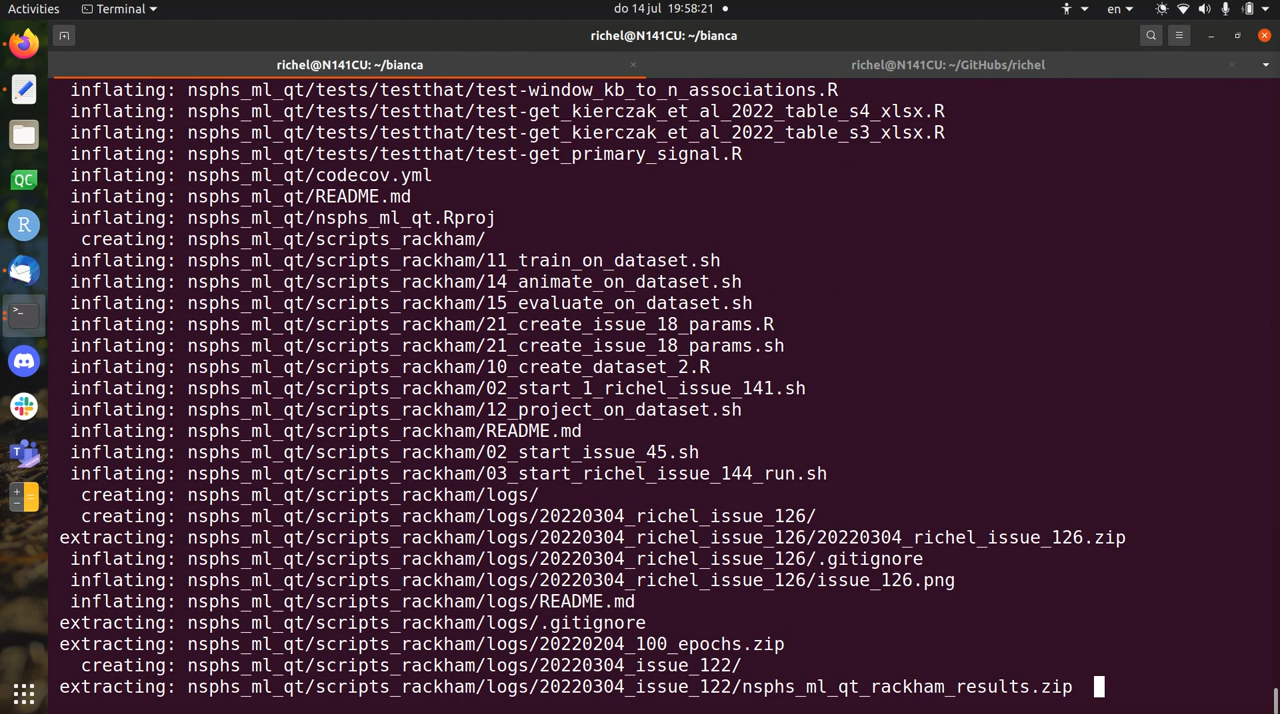 Activities
Terminal
do 14 jul 19:58:21
en
richel@N141CU: ~/bianca
richel@N141CU: ~/bianca
richel@N141CU: ~/GitHubs/richel
inflating: nsphs_ml_qt/tests/testthat/test-window_kb_to_n_associations.R
inflating: nsphs_ml_qt/tests/testthat/test-get_kierczak_et_al_2022_table_s4_xlsx.R
inflating: nsphs_ml_qt/tests/testthat/test-get_kierczak_et_al_2022_table_s3_xlsx.R
inflating: nsphs_ml_qt/tests/testthat/test-get_primary_signal.R
inflating: nsphs_ml_qt/codecov.yml
inflating: nsphs_ml_qt/README.md
inflating: nsphs_ml_qt/nsphs_ml_qt.Rproj
creating: nsphs_ml_qt/scripts_rackham/
inflating: nsphs_ml_qt/scripts_rackham/11_train_on_dataset.sh
inflating: nsphs_ml_qt/scripts_rackham/14_animate_on_dataset.sh
inflating: nsphs_ml_qt/scripts_rackham/15_evaluate_on_dataset.sh
inflating: nsphs_ml_qt/scripts_rackham/21_create_issue_18_params.R
inflating: nsphs_ml_qt/scripts_rackham/21_create_issue_18_params.sh
inflating: nsphs_ml_qt/scripts_rackham/10_create_dataset_2.R
inflating: nsphs_ml_qt/scripts_rackham/02_start_1_richel_issue_141.sh
inflating: nsphs_ml_qt/scripts_rackham/12_project_on_dataset.sh
inflating: nsphs_ml_qt/scripts_rackham/README.md
inflating: nsphs_ml_qt/scripts_rackham/02_start_issue_45.sh
inflating: nsphs_ml_qt/scripts_rackham/03_start_richel_issue_144_run.sh
creating: nsphs_ml_qt/scripts_rackham/logs/
creating: nsphs_ml_qt/scripts_rackham/logs/20220304_richel_issue_126/
extracting: nsphs_ml_qt/scripts_rackham/logs/20220304_richel_issue_126/20220304_richel_issue_126.zip
inflating: nsphs_ml_qt/scripts_rackham/logs/20220304_richel_issue_126/.gitignore
inflating: nsphs_ml_qt/scripts_rackham/logs/20220304_richel_issue_126/issue_126.png
inflating: nsphs_ml_qt/scripts_rackham/logs/README.md
extracting: nsphs_ml_qt/scripts_rackham/logs/.gitignore
extracting: nsphs_ml_qt/scripts_rackham/logs/20220204_100_epochs.zip
creating: nsphs_ml_qt/scripts_rackham/logs/20220304_issue_122/
extracting: nsphs_ml_qt/scripts_rackham/logs/20220304_issue_122/nsphs_ml_qt_rackham_results.zip
QC
R